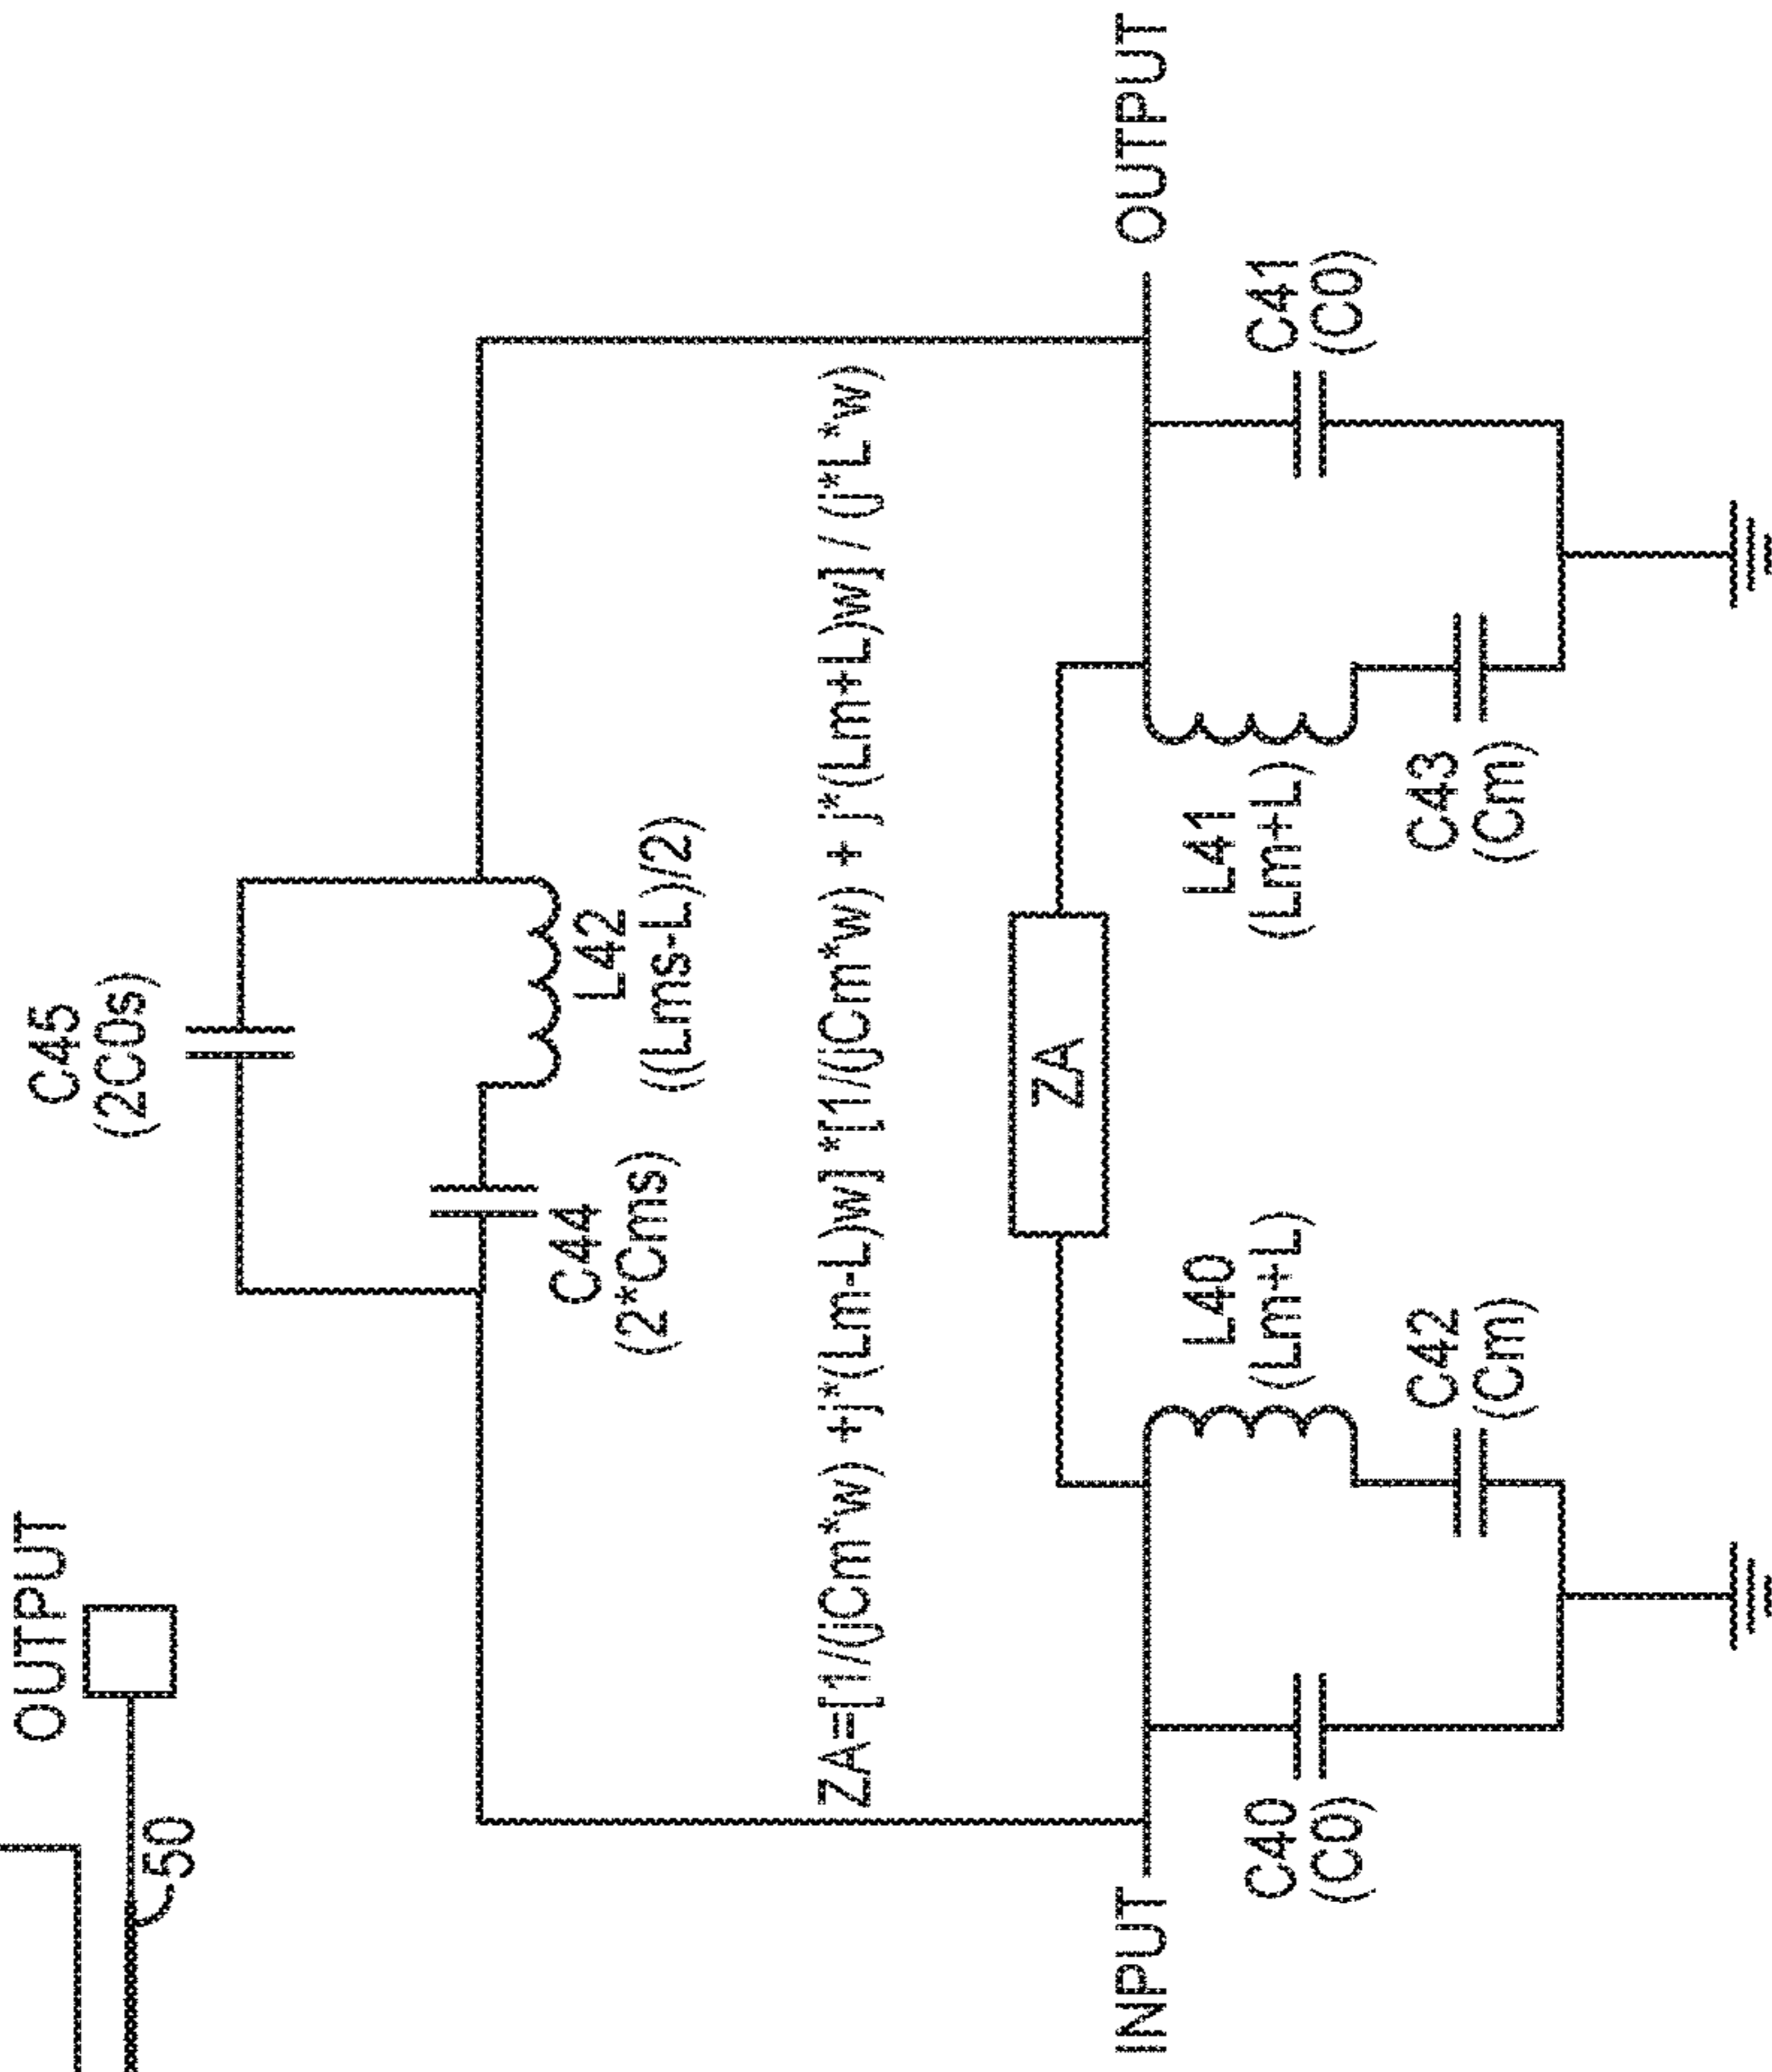 OUTPUT
50
C45
(2C0s)
C44
(2*Cms)
L42
((Lms-L)/2)
ZA=[1/(jCm*w) +j*(Lm-L)w] *[1/(jCm*w) + j*(Lm+L)w] / (j*L*w)
ZA
INPUT
OUTPUT
C40
(C0)
L40
(Lm+L)
C42
(Cm)
L41
(Lm+L)
C43
(Cm)
C41
(C0)